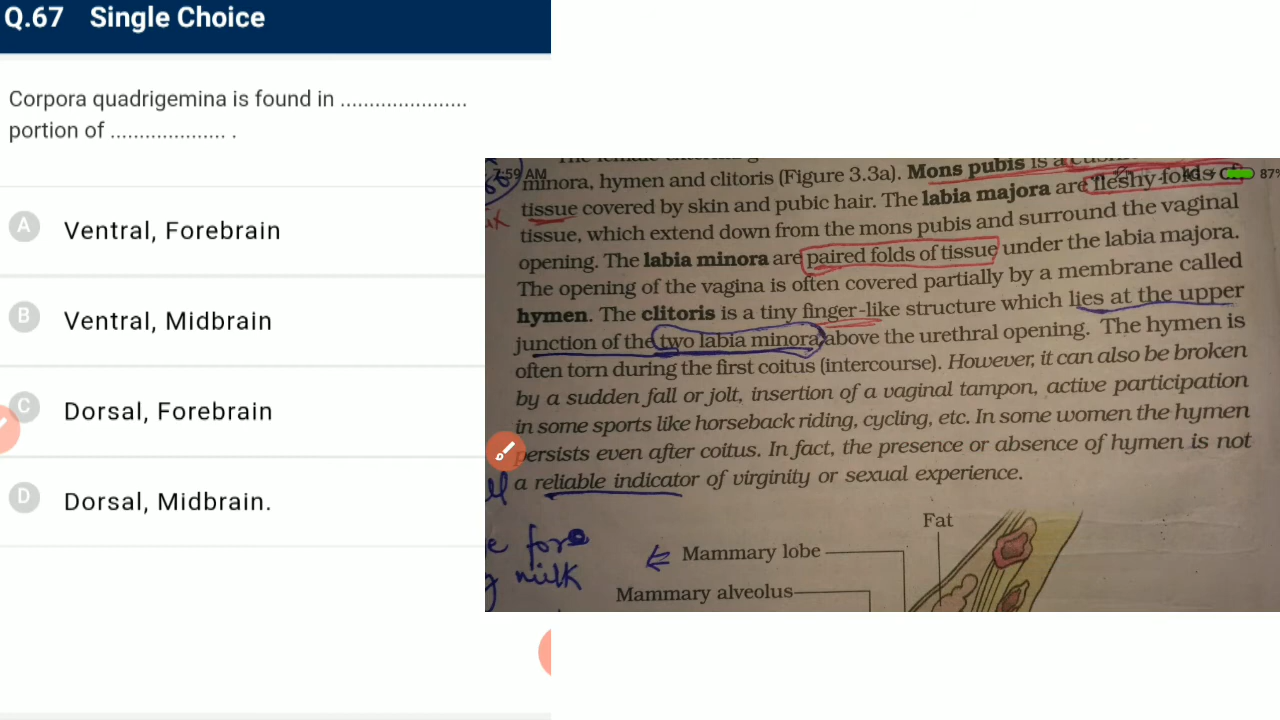 Q.67 Single Choice
Corpora quadrigemina is found in ......................
portion of .................... .
A Ventral, Forebrain
B Ventral, Midbrain
C Dorsal, Forebrain
D Dorsal, Midbrain.
7:59 AM
87%
minora, hymen and clitoris (Figure 3.3a). Mons pubis is a
tissue covered by skin and pubic hair. The labia majora are fleshy folds of
tissue, which extend down from the mons pubis and surround the vaginal
opening. The labia minora are paired folds of tissue under the labia majora.
The opening of the vagina is often covered partially by a membrane called
hymen. The clitoris is a tiny finger-like structure which lies at the upper
junction of the two labia minora above the urethral opening. The hymen is
often torn during the first coitus (intercourse). However, it can also be broken
by a sudden fall or jolt, insertion of a vaginal tampon, active participation
in some sports like horseback riding, cycling, etc. In some women the hymen
persists even after coitus. In fact, the presence or absence of hymen is not
a reliable indicator of virginity or sexual experience.
Fat
e for
milk
Mammary lobe
Mammary alveolus